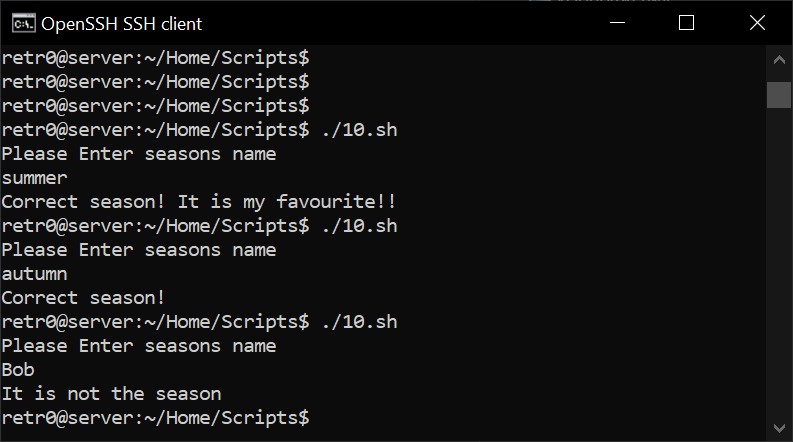 OpenSSH SSH client
retr0@server:~/Home/Scripts$
retr0@server:~/Home/Scripts$
retr0@server:~/Home/Scripts$
retr0@server:~/Home/Scripts$ ./10.sh
Please Enter seasons name
summer
Correct season! It is my favourite!!
retr0@server:~/Home/Scripts$ ./10.sh
Please Enter seasons name
autumn
Correct season!
retr0@server:~/Home/Scripts$ ./10.sh
Please Enter seasons name
Bob
It is not the season
retr0@server:~/Home/Scripts$